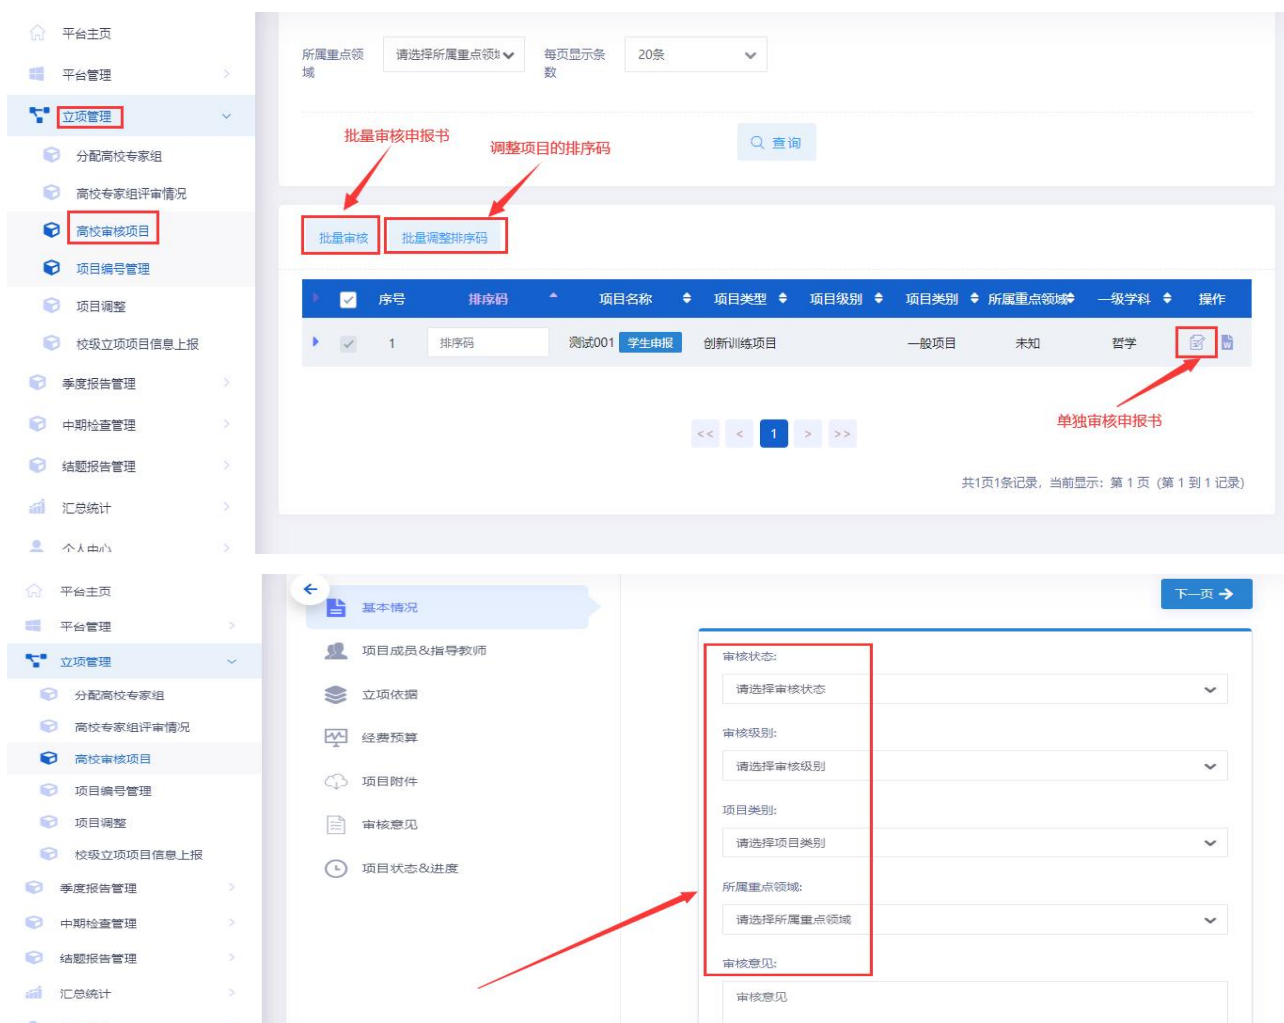 平台主页
平台管理
立项管理
分配高校专家组
高校专家组评审情况
高校审核项目
项目编号管理
项目调整
校级立项项目信息上报
季度报告管理
中期检查管理
结题报告管理
汇总统计
个人中心
所属重点领域
请选择所属重点领域
每页显示条数
20条
批量审核申报书
调整项目的排序码
查询
批量审核
批量调整排序码
序号 排序码 项目名称 项目类型 项目级别 项目类别 所属重点领域 一级学科 操作
1 排序码 测试001 学生申报 创新训练项目 一般项目 未知 哲学
单独审核申报书
<< < 1 > >>
共1页1条记录，当前显示：第 1 页 (第 1 到 1 记录)
平台主页
平台管理
立项管理
分配高校专家组
高校专家组评审情况
高校审核项目
项目编号管理
项目调整
校级立项项目信息上报
季度报告管理
中期检查管理
结题报告管理
汇总统计
基本情况
项目成员&指导教师
立项依据
经费预算
项目附件
审核意见
项目状态&进度
下一页
审核状态:
请选择审核状态
审核级别:
请选择审核级别
项目类别:
请选择项目类别
所属重点领域:
请选择所属重点领域
审核意见:
审核意见